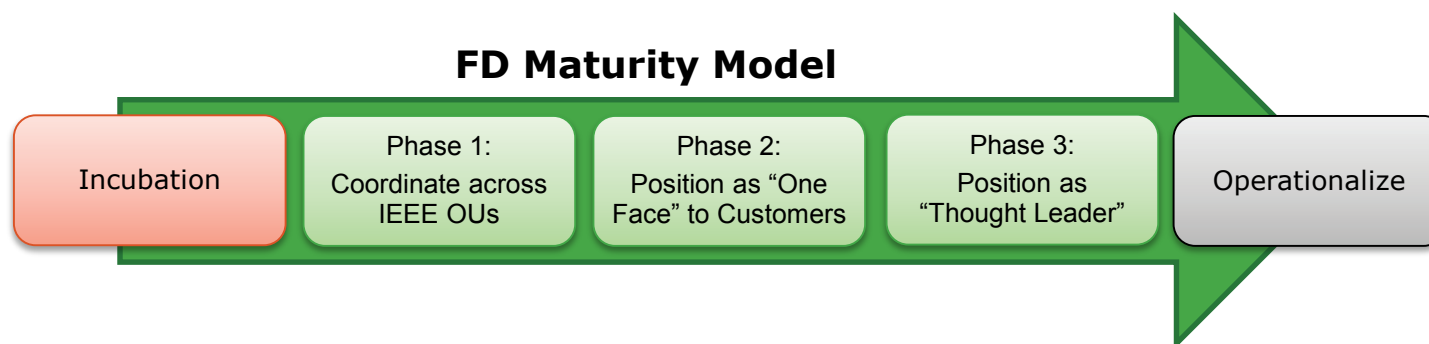 FD Maturity Model
Incubation
Phase 1:
Coordinate across
IEEE OUs
Phase 2:
Position as “One
Face” to Customers
Phase 3:
Position as
“Thought Leader”
Operationalize